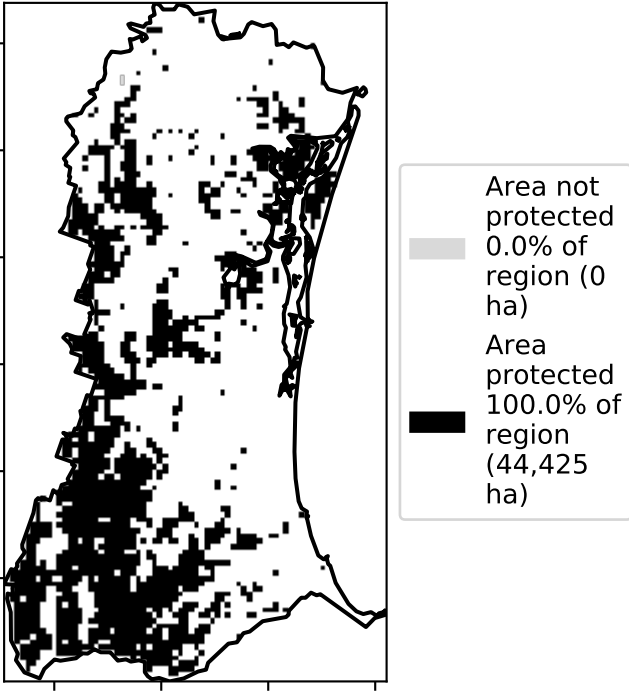 Area not
protected
0.0% of
region (0
ha)
Area
protected
100.0% of
region
(44,425
ha)